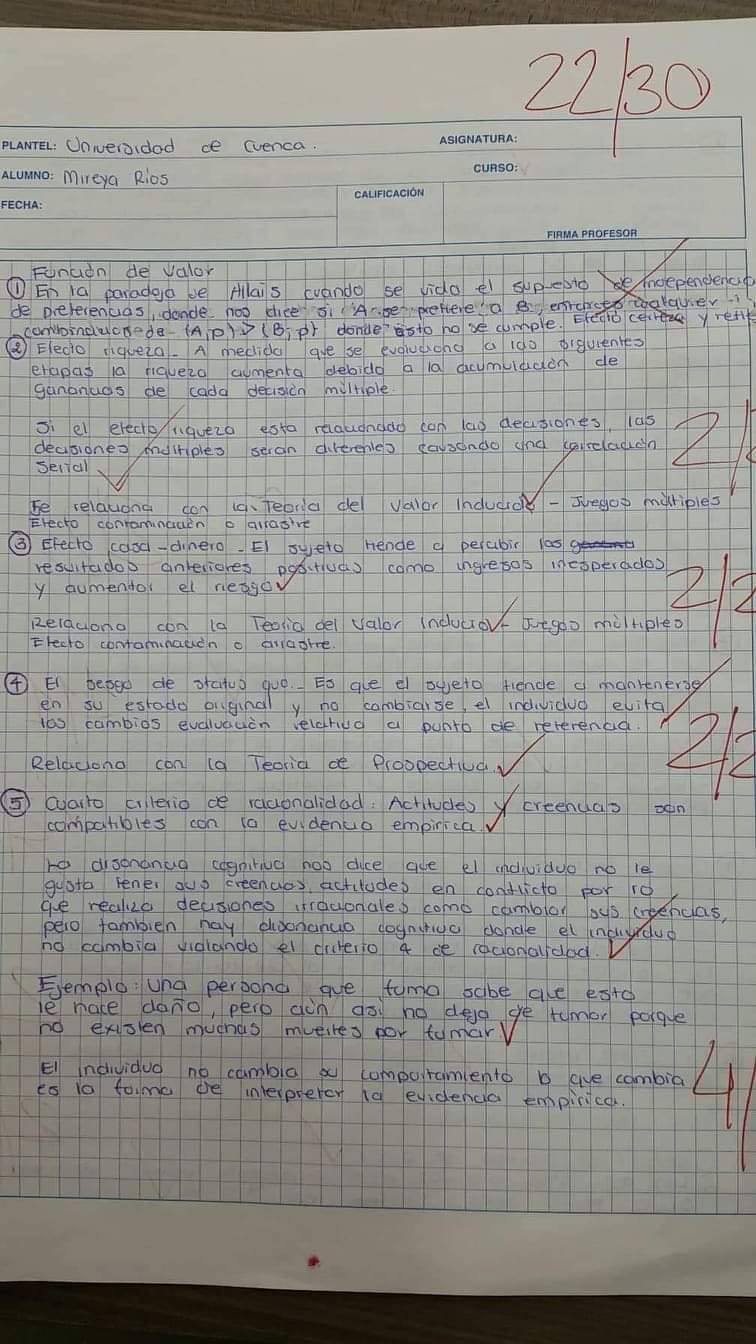 22/30
PLANTEL: Universidad de Cuenca.
ASIGNATURA:
ALUMNO: Mireya Ríos
CURSO:
FECHA:
CALIFICACIÓN
FIRMA PROFESOR
Función de valor
① En la paradoja de Allais cuando se vida el supuesto de independencia
de preferencias, donde nos dice si A se prefiere a B, entonces cualquier
de (A,p) > (B,p) donde esto no se cumple. Efecto certeza y
② Efecto riqueza - A medida que se evoluciona a las siguientes
etapas la riqueza aumenta debido a la acumulación de
ganancias de cada decisión múltiple.
Si el efecto riqueza esta relacionado con las decisiones, las
decisiones múltiples seran diferentes causando una correlación
serial
2/
Se relaciona con la Teoría del Valor Inducido - Juegos múltiples
Efecto contaminación o arrastre
③ Efecto casa-dinero - El sujeto tiende a percibir los
resultados anteriores positivas como ingresos inesperados
y aumentar el riesgo
2/2
Relaciona con la Teoría del Valor Inducido - Juegos múltiples
Efecto contaminación o arrastre.
④ El sesgo de status quo - Es que el sujeto tiende a mantenerse
en su estado original y no cambiarse, el individuo evita
los cambios evaluación relativa a punto de referencia.
2/2
Relaciona con la Teoría de Prospectiva.
⑤ Cuarto criterio de racionalidad: Actitudes y creencias son
compatibles con la evidencia empírica.
La disonancia cognitiva nos dice que el individuo no le
gusta tener sus creencias, actitudes en conflicto por lo
que realiza decisiones irracionales como cambiar sus creencias,
pero tambien hay disonancia cognitiva donde el individuo
no cambia violando el criterio 4 de racionalidad.
Ejemplo: Una persona que fuma sabe que esto
le hace daño, pero aún así no deja de fumar porque
no existen muchas muertes por fumar.
El individuo no cambia su comportamiento lo que cambia
es la forma de interpretar la evidencia empírica.
4/